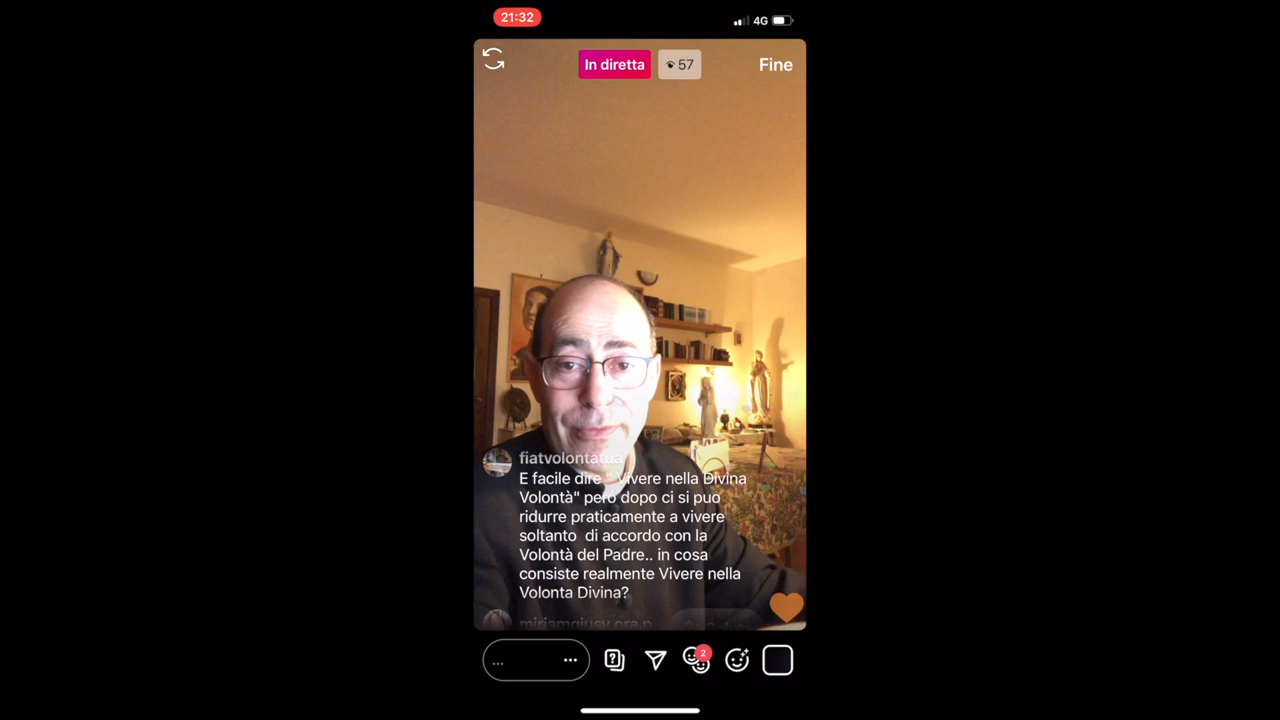 21:32
4G
In diretta
57
Fine
fiatvolontatua
E facile dire " Vivere nella Divina
Volontà" però dopo ci si puo
ridurre praticamente a vivere
soltanto di accordo con la
Volontà del Padre.. in cosa
consiste realmente Vivere nella
Volonta Divina?
...
2